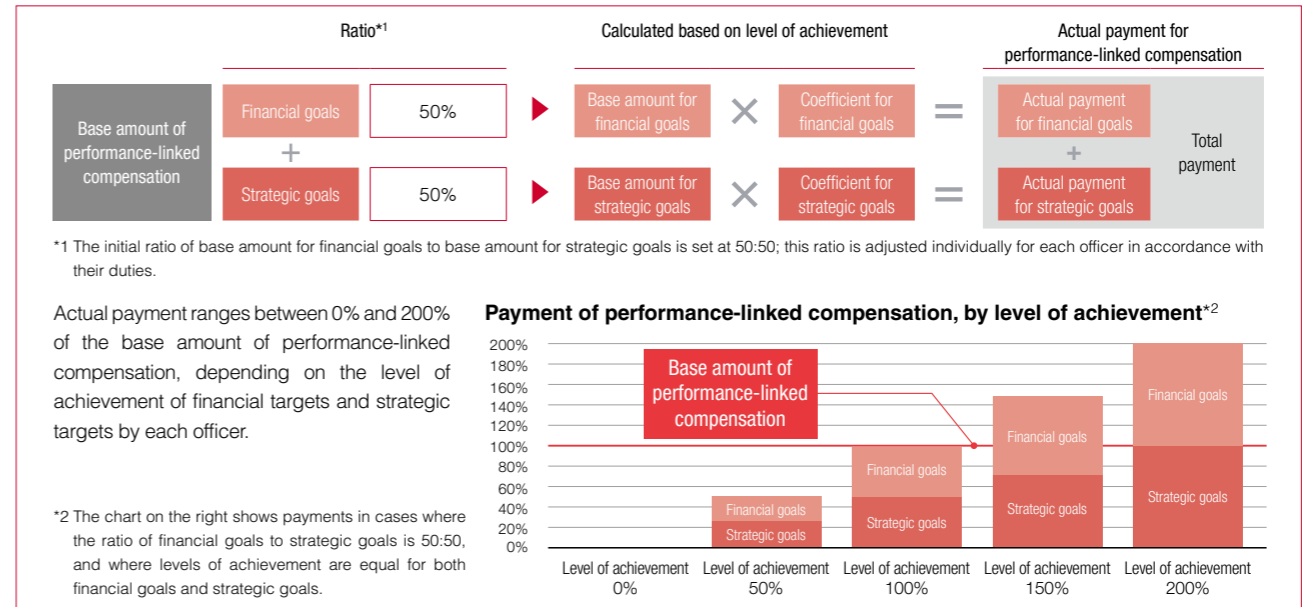 Ratio*1
Calculated based on level of achievement
Actual payment for
performance-linked compensation
Base amount of
performance-linked
compensation
Financial goals
50%
Base amount for
financial goals
×
Coefficient for
financial goals
=
Actual payment
for financial goals
+
+
Total
payment
Strategic goals
50%
Base amount for
strategic goals
×
Coefficient for
strategic goals
=
Actual payment
for strategic goals
*1 The initial ratio of base amount for financial goals to base amount for strategic goals is set at 50:50; this ratio is adjusted individually for each officer in accordance with
their duties.
Actual payment ranges between 0% and 200%
of the base amount of performance-linked
compensation, depending on the level of
achievement of financial targets and strategic
targets by each officer.
*2 The chart on the right shows payments in cases where
the ratio of financial goals to strategic goals is 50:50,
and where levels of achievement are equal for both
financial goals and strategic goals.
Payment of performance-linked compensation, by level of achievement*2
200%
180%
160%
140%
120%
100%
80%
60%
40%
20%
0%
Base amount of
performance-linked
compensation
Financial goals
Strategic goals
Financial goals
Strategic goals
Financial goals
Strategic goals
Financial goals
Strategic goals
Level of achievement
0%
Level of achievement
50%
Level of achievement
100%
Level of achievement
150%
Level of achievement
200%